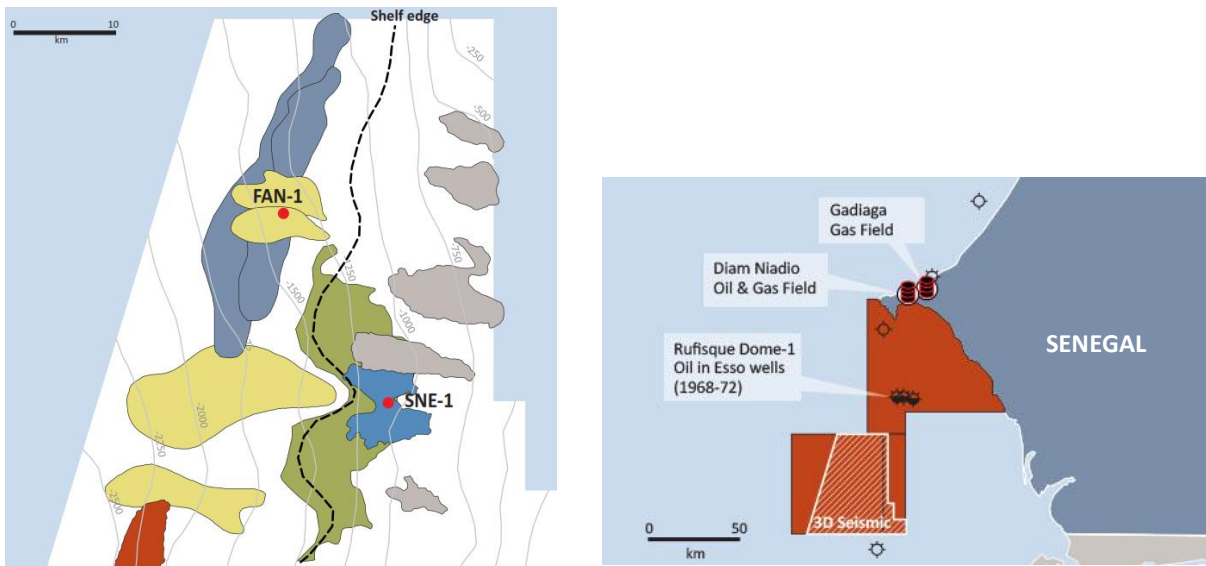 0 10
km
Shelf edge
-250
-500
FAN-1
-750
-1500
-250
-1000
SNE-1
-2000
-2250
-2500
Gadiaga
Gas Field
Diam Niadio
Oil & Gas Field
Rufisque Dome-1
Oil in Esso wells
(1968-72)
SENEGAL
3D Seismic
0 50
km